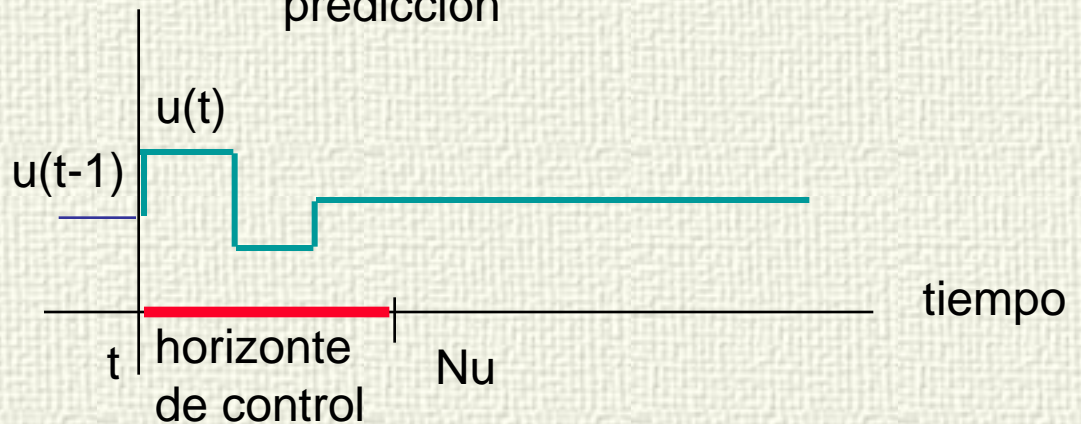 predicción
u(t)
u(t-1)
tiempo
t
horizonte
de control
Nu